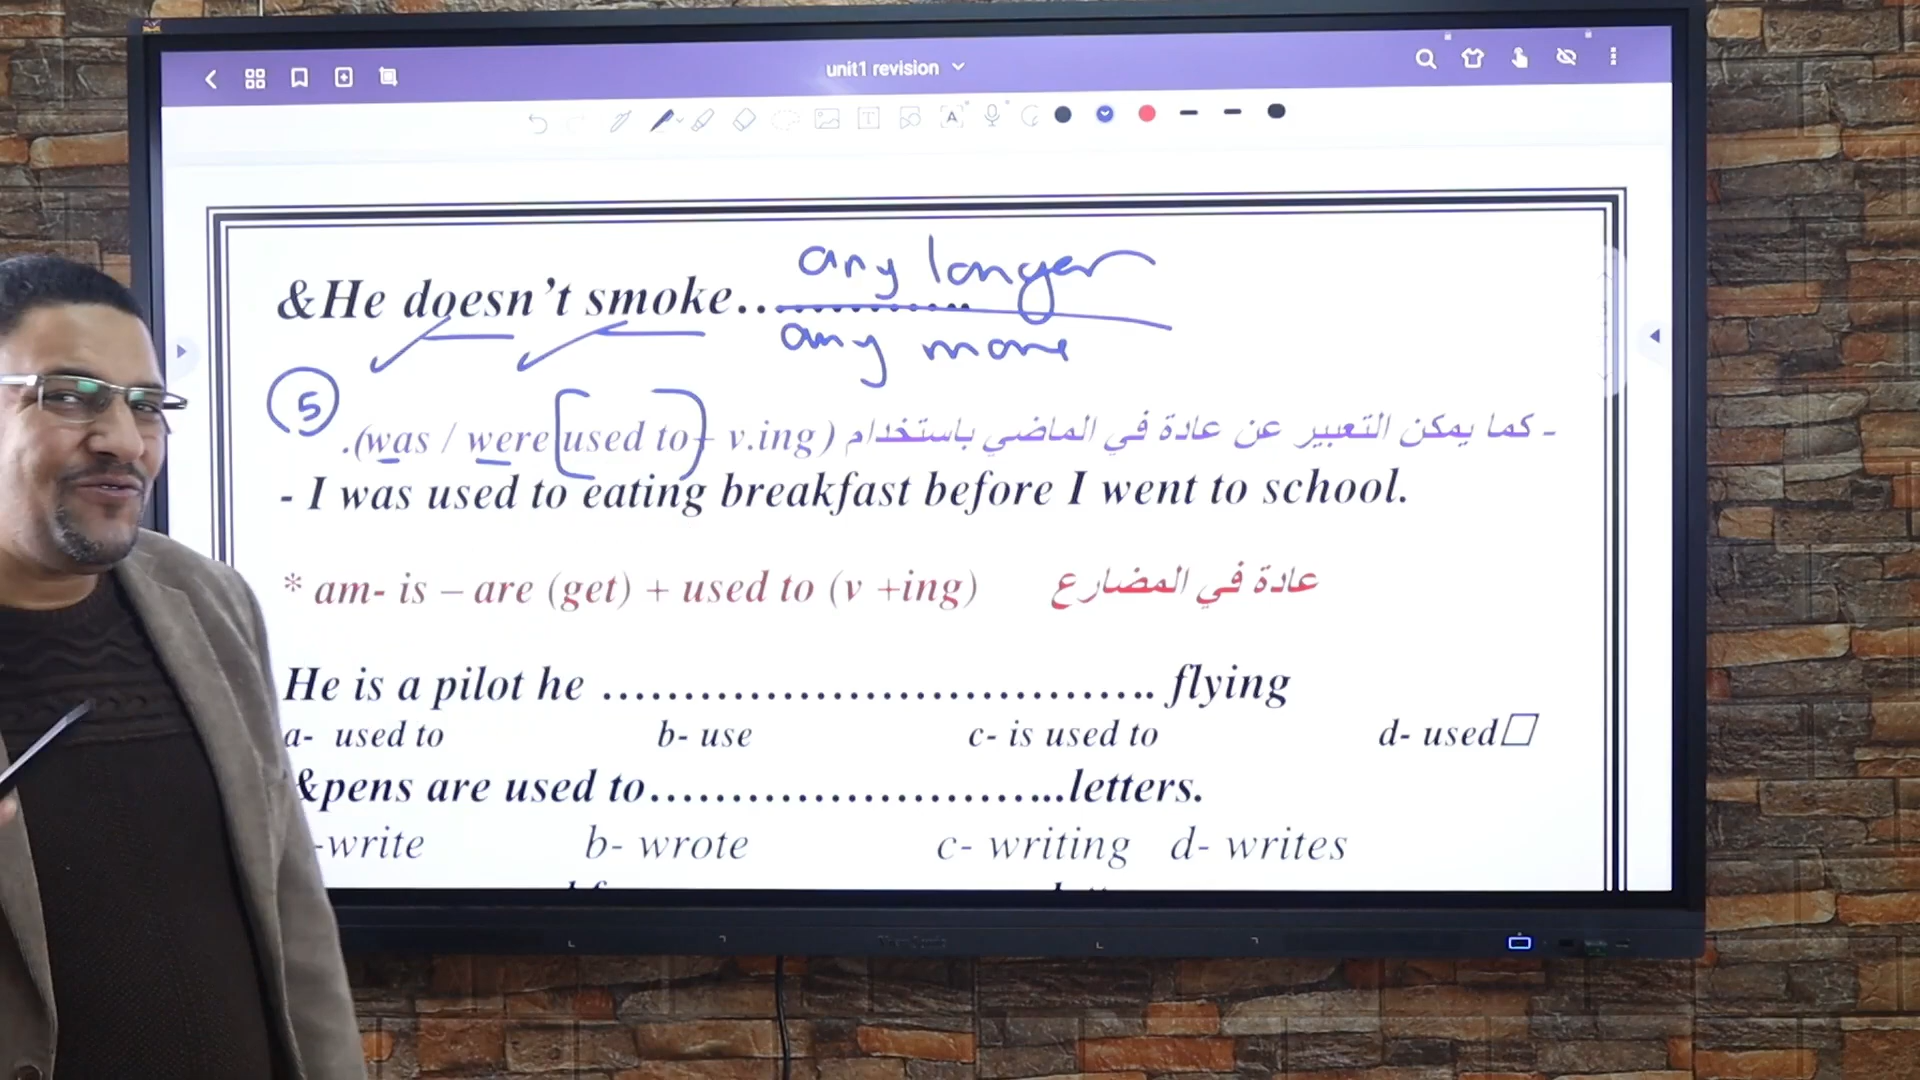 unit1 revision
any longer
&He doesn't smoke....................
any more
5
- كما يمكن التعبير عن عادة في الماضي باستخدام (was / were used to + v.ing).
- I was used to eating breakfast before I went to school.
* am- is – are (get) + used to (v +ing) عادة في المضارع
He is a pilot he ....................................... flying
a- used to b- use c- is used to d- used
&pens are used to..............................letters.
-write b- wrote c- writing d- writes